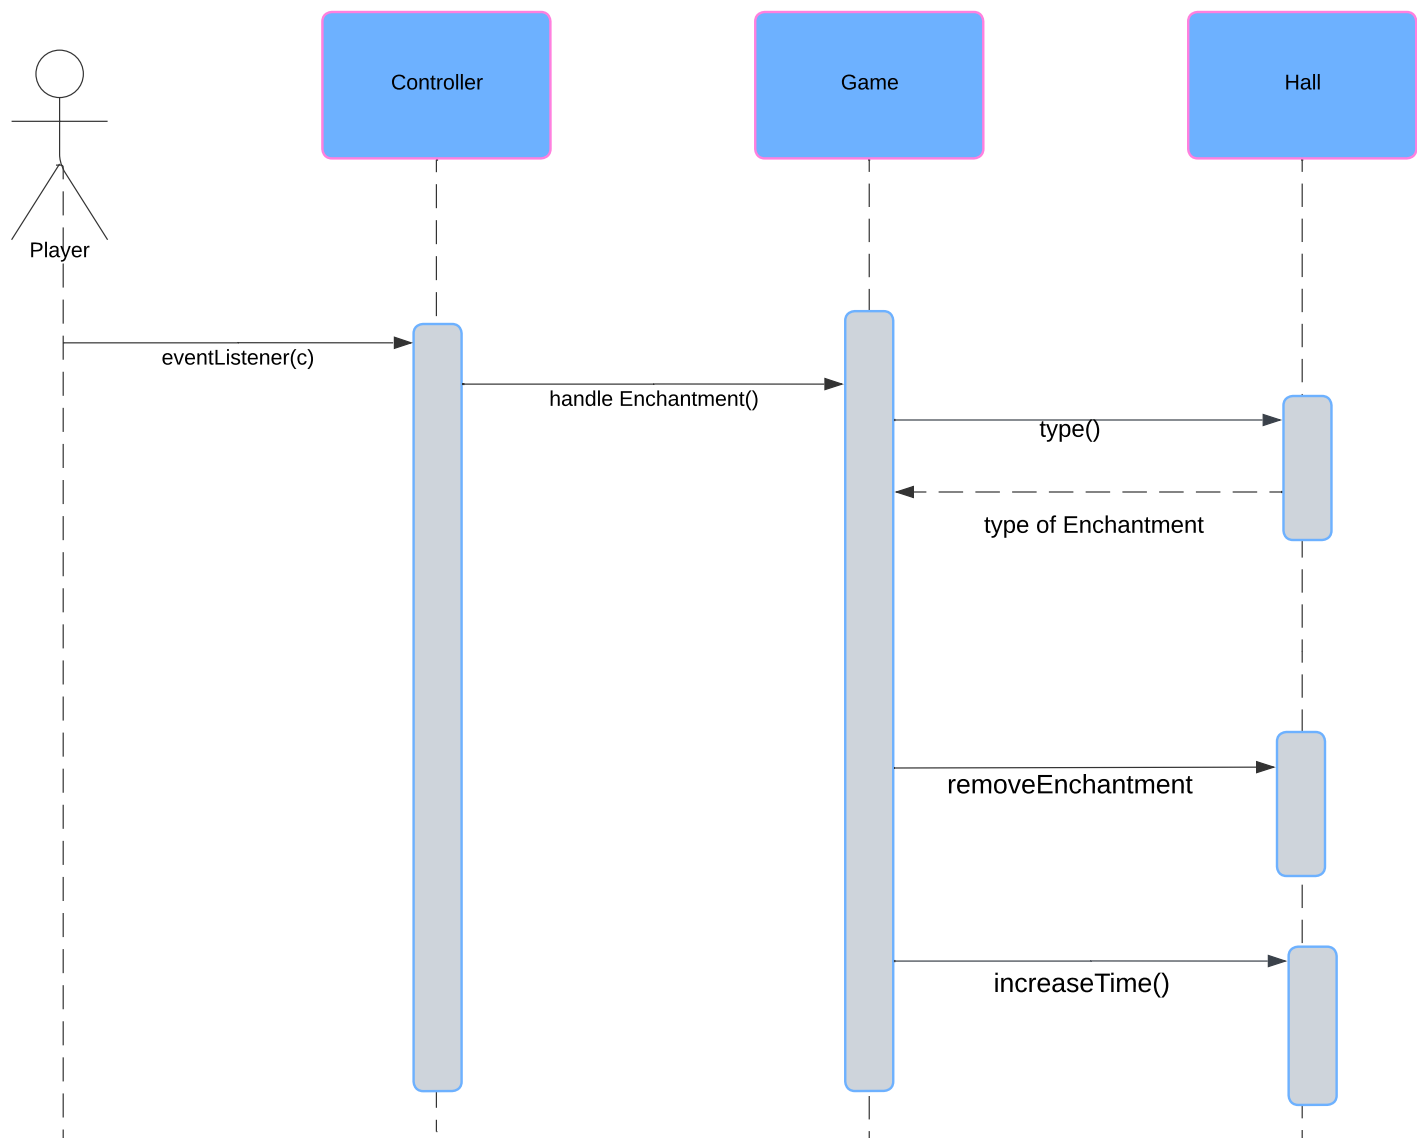 Controller
Game
Hall
Player
eventListener(c)
handle Enchantment()
type()
type of Enchantment
removeEnchantment
increaseTime()